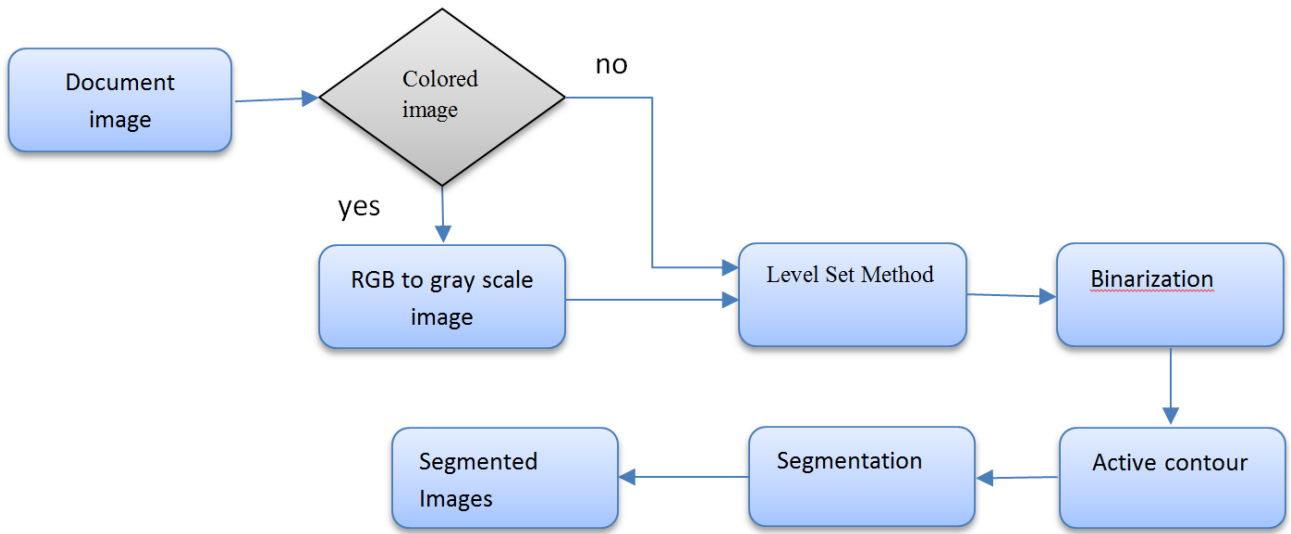 Document
image
Colored
image
no
yes
RGB to gray scale
image
Level Set Method
Binarization
Active contour
Segmentation
Segmented
Images